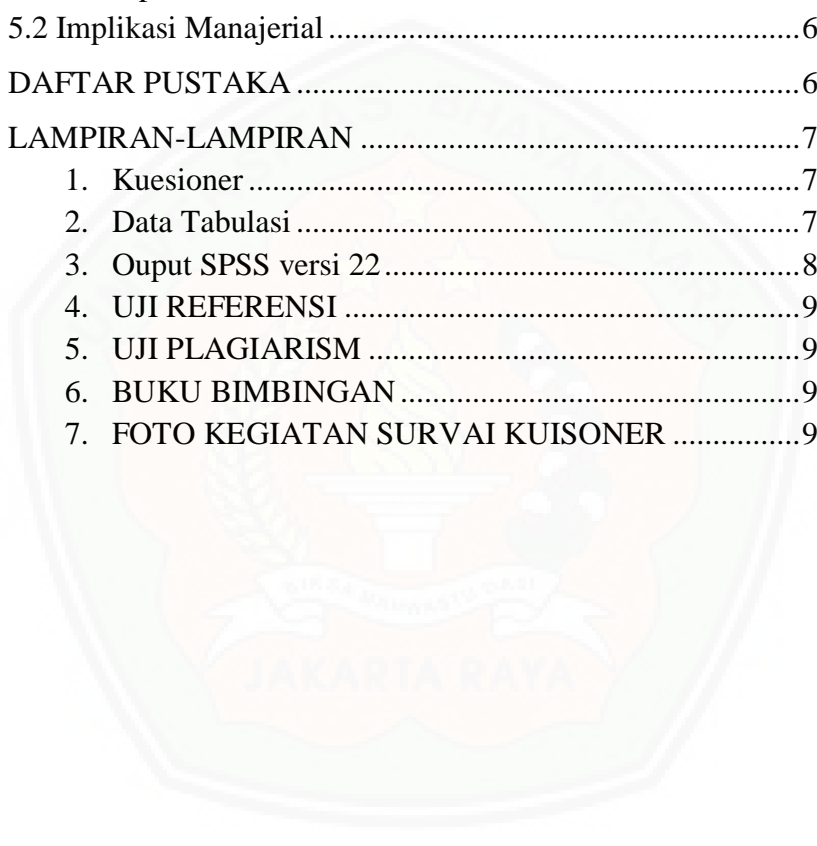 5.2 Implikasi Manajerial ............................................................ 6
DAFTAR PUSTAKA ................................................................ 6
LAMPIRAN-LAMPIRAN ........................................................ 7
1. Kuesioner ...................................................................... 7
2. Data Tabulasi ................................................................ 7
3. Ouput SPSS versi 22 ..................................................... 8
4. UJI REFERENSI .......................................................... 9
5. UJI PLAGIARISM ....................................................... 9
6. BUKU BIMBINGAN ................................................... 9
7. FOTO KEGIATAN SURVAI KUISONER ................ 9
JAKARTA RAYA